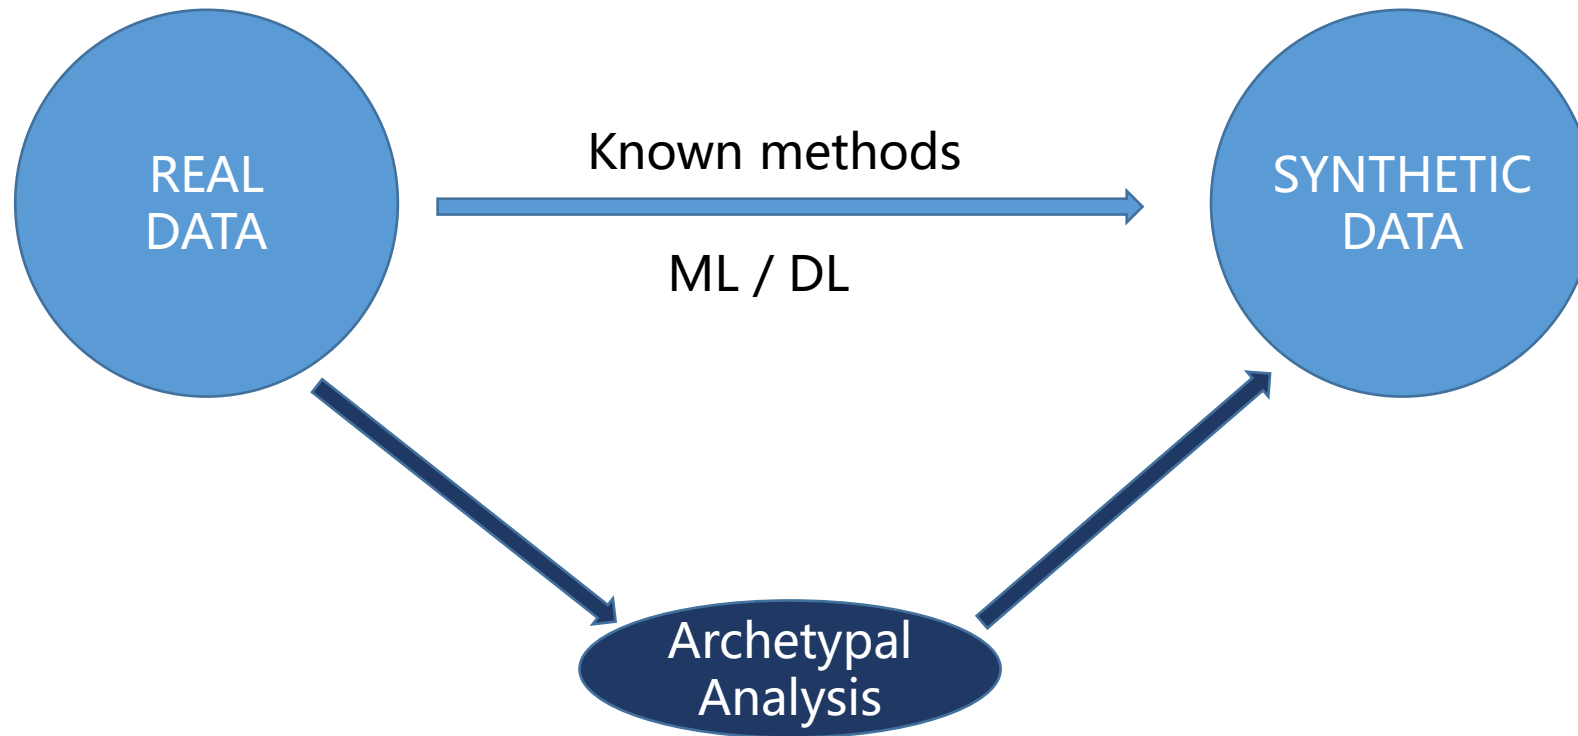 REAL
DATA
Known methods
ML / DL
SYNTHETIC
DATA
Archetypal
Analysis